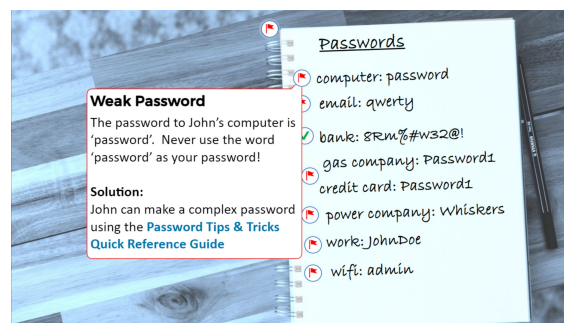 Passwords
computer: password
email: qwerty
bank: 8Rm%#w32@!
gas company: Password1
credit card: Password1
power company: Whiskers
work: JohnDoe
wifi: admin
Weak Password
The password to John's computer is
'password'.  Never use the word
'password' as your password!
Solution:
John can make a complex password
using the Password Tips & Tricks
Quick Reference Guide